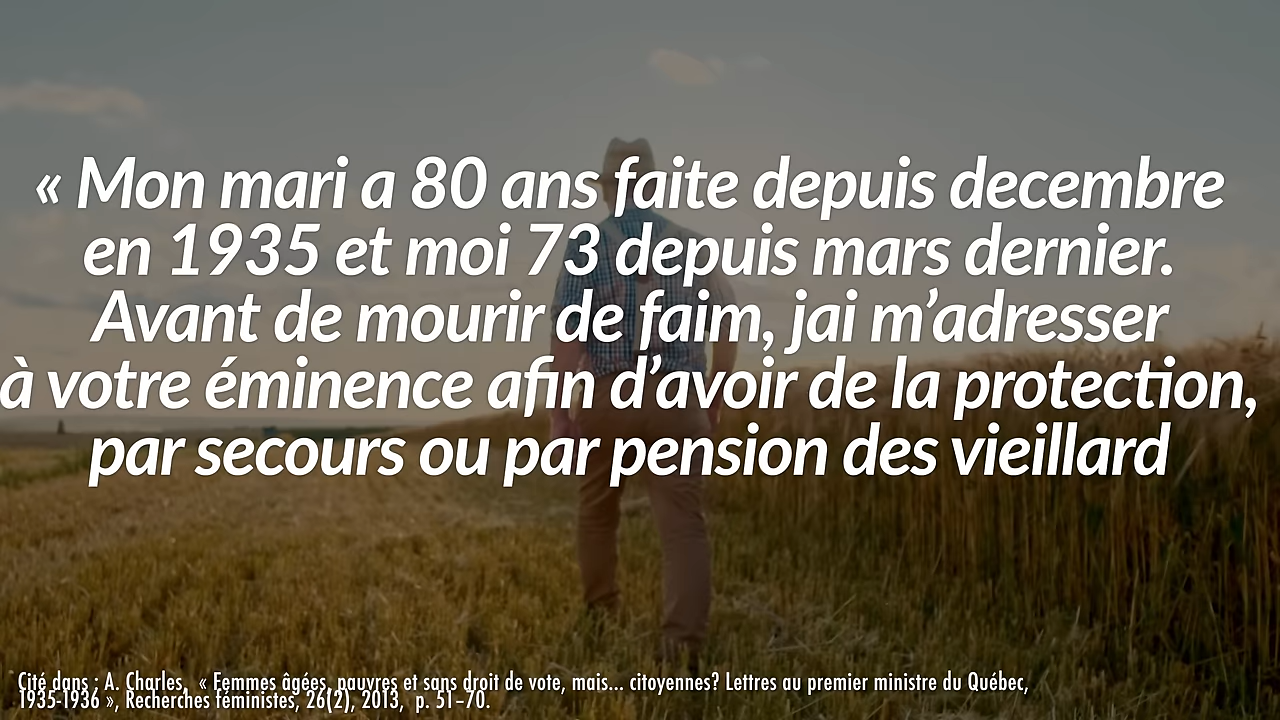 « Mon mari a 80 ans faite depuis decembre
en 1935 et moi 73 depuis mars dernier.
Avant de mourir de faim, jai m’adresser
à votre éminence afin d’avoir de la protection,
par secours ou par pension des vieillard
Cité dans : A. Charles, « Femmes âgées, pauvres et sans droit de vote, mais... citoyennes? Lettres au premier ministre du Québec,
1935-1936 », Recherches féministes, 26(2), 2013, p. 51–70.